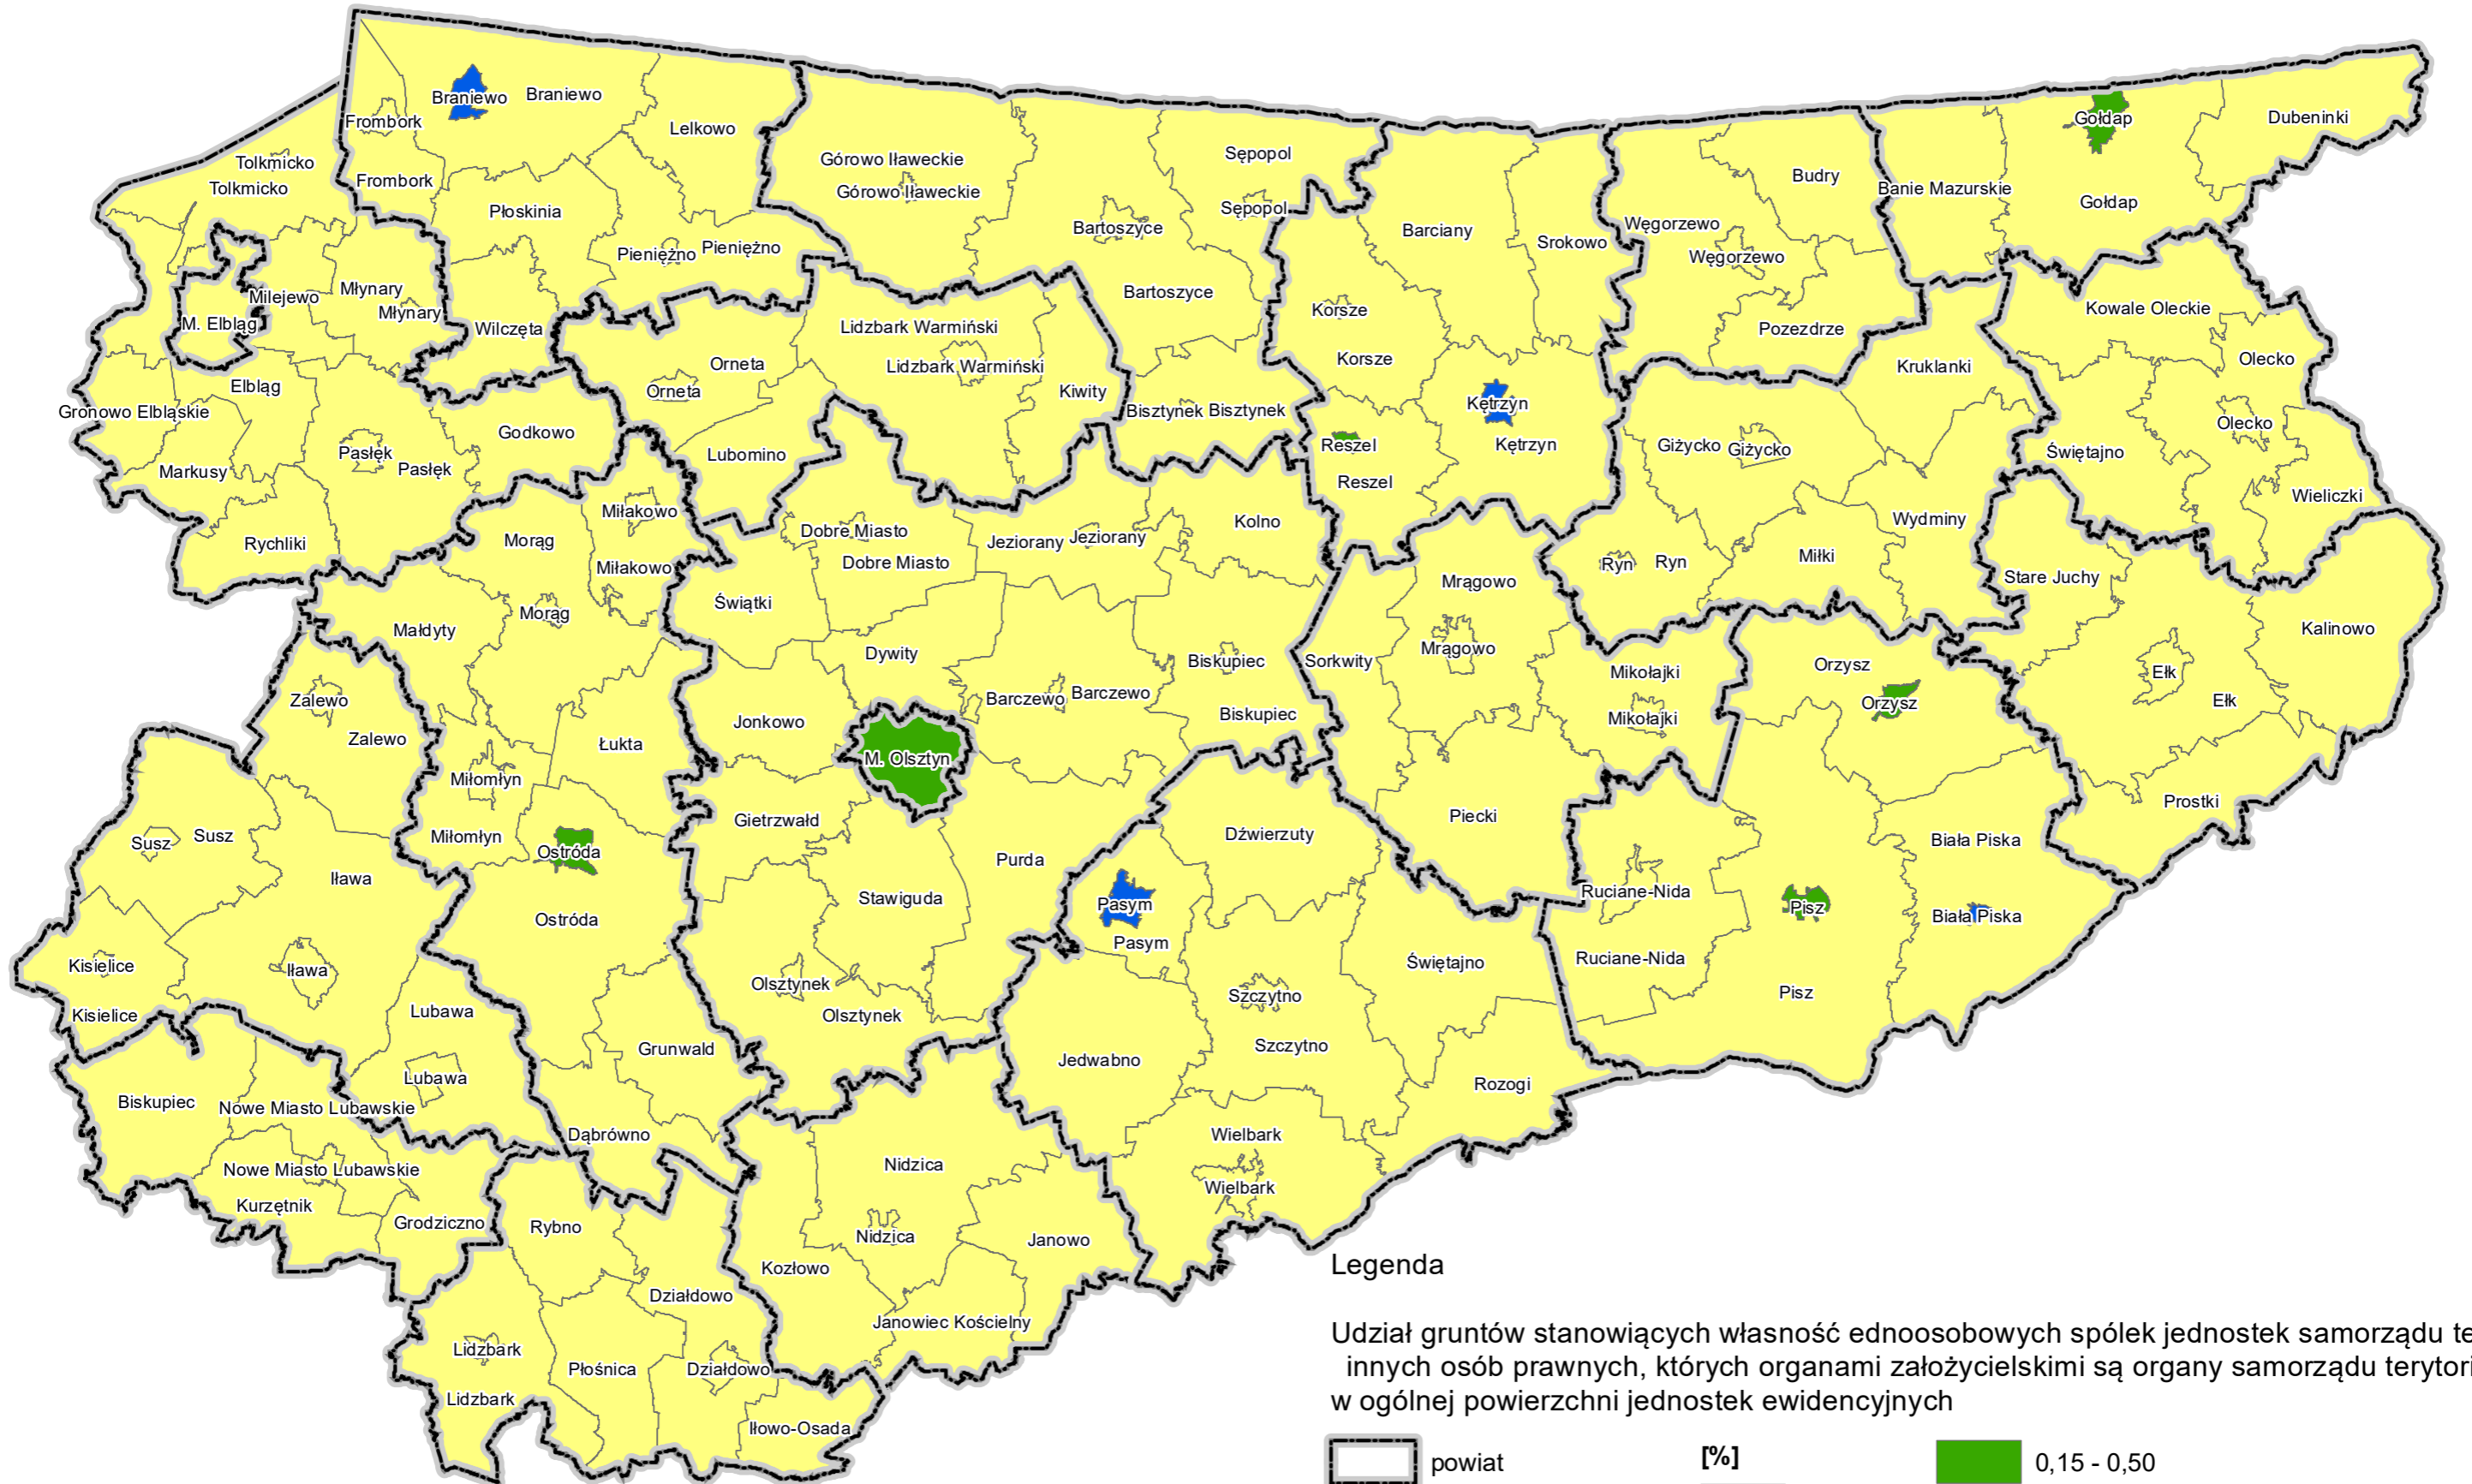 Braniewo
Braniewo
Frombork
Lelkowo
Gołdap
Dubeninki
Tolkmicko
Tolkmicko
Frombork
Górowo Iławeckie
Górowo Iławeckie
Sępopol
Sępopol
Budry
Banie Mazurskie
Gołdap
Płoskinia
Bartoszyce
Barciany
Srokowo
Węgorzewo
Węgorzewo
Pieniężno
Pieniężno
Milejewo
Młynary
Młynary
M. Elbląg
Wilczęta
Bartoszyce
Korsze
Korsze
Pozezdrze
Kowale Oleckie
Lidzbark Warmiński
Lidzbark Warmiński
Orneta
Orneta
Kiwity
Kruklanki
Olecko
Elbląg
Gronowo Elbląskie
Godkowo
Bisztynek
Bisztynek
Kętrzyn
Kętrzyn
Olecko
Pasłęk
Pasłęk
Markusy
Lubomino
Reszel
Reszel
Giżycko
Giżycko
Świętajno
Wieliczki
Miłakowo
Miłakowo
Morąg
Morąg
Rychliki
Dobre Miasto
Dobre Miasto
Jeziorany
Jeziorany
Kolno
Wydminy
Ryn
Ryn
Miłki
Stare Juchy
Mrągowo
Mrągowo
Świątki
Małdyty
Kalinowo
Dywity
Biskupiec
Biskupiec
Sorkwity
Mikołajki
Mikołajki
Orzysz
Orzysz
Ełk
Ełk
Zalewo
Zalewo
Barczewo
Barczewo
Jonkowo
Łukta
M. Olsztyn
Miłomłyn
Miłomłyn
Prostki
Gietrzwałd
Piecki
Dźwierzuty
Susz
Susz
Ostróda
Ostróda
Purda
Biała Piska
Biała Piska
Iława
Iława
Stawiguda
Pasym
Pasym
Ruciane-Nida
Ruciane-Nida
Pisz
Pisz
Kisielice
Kisielice
Olsztynek
Olsztynek
Szczytno
Szczytno
Świętajno
Lubawa
Lubawa
Grunwald
Jedwabno
Rozogi
Biskupiec
Nowe Miasto Lubawskie
Nowe Miasto Lubawskie
Dąbrówno
Wielbark
Wielbark
Nidzica
Nidzica
Kurzętnik
Grodziczno
Rybno
Janowo
Kozłowo
Działdowo
Działdowo
Janowiec Kościelny
Lidzbark
Lidzbark
Płośnica
Iłowo-Osada
Legenda
Udział gruntów stanowiących własność ednoosobowych spólek jednostek samorządu
innych osób prawnych, których organami założycielskimi są organy samorządu
w ogólnej powierzchni jednostek ewidencyjnych
powiat
[%]
0,15 - 0,50